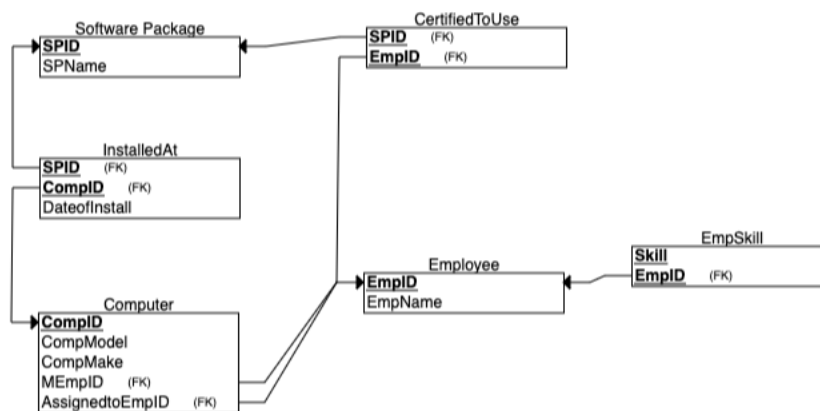 Software Package
SPID
SPName
CertifiedToUse
SPID (FK)
EmpID (FK)
InstalledAt
SPID (FK)
CompID (FK)
DateofInstall
Employee
EmpID
EmpName
EmpSkill
Skill
EmpID (FK)
Computer
CompID
CompModel
CompMake
MEmpID (FK)
AssignedtoEmpID (FK)